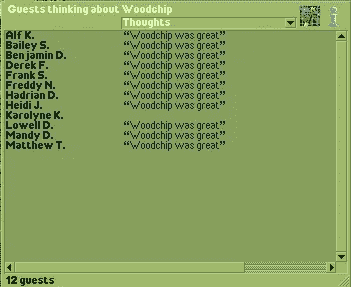 Guests thinking about Woodchip
Thoughts
Alf K. “Woodchip was great”
Bailey S. “Woodchip was great”
Benjamin D. “Woodchip was great”
Derek F. “Woodchip was great”
Frank S. “Woodchip was great”
Freddy N. “Woodchip was great”
Hadrian D. “Woodchip was great”
Heidi J. “Woodchip was great”
Karolyne K.
Lowell D. “Woodchip was great”
Mandy D. “Woodchip was great”
Matthew T. “Woodchip was great”
12 guests